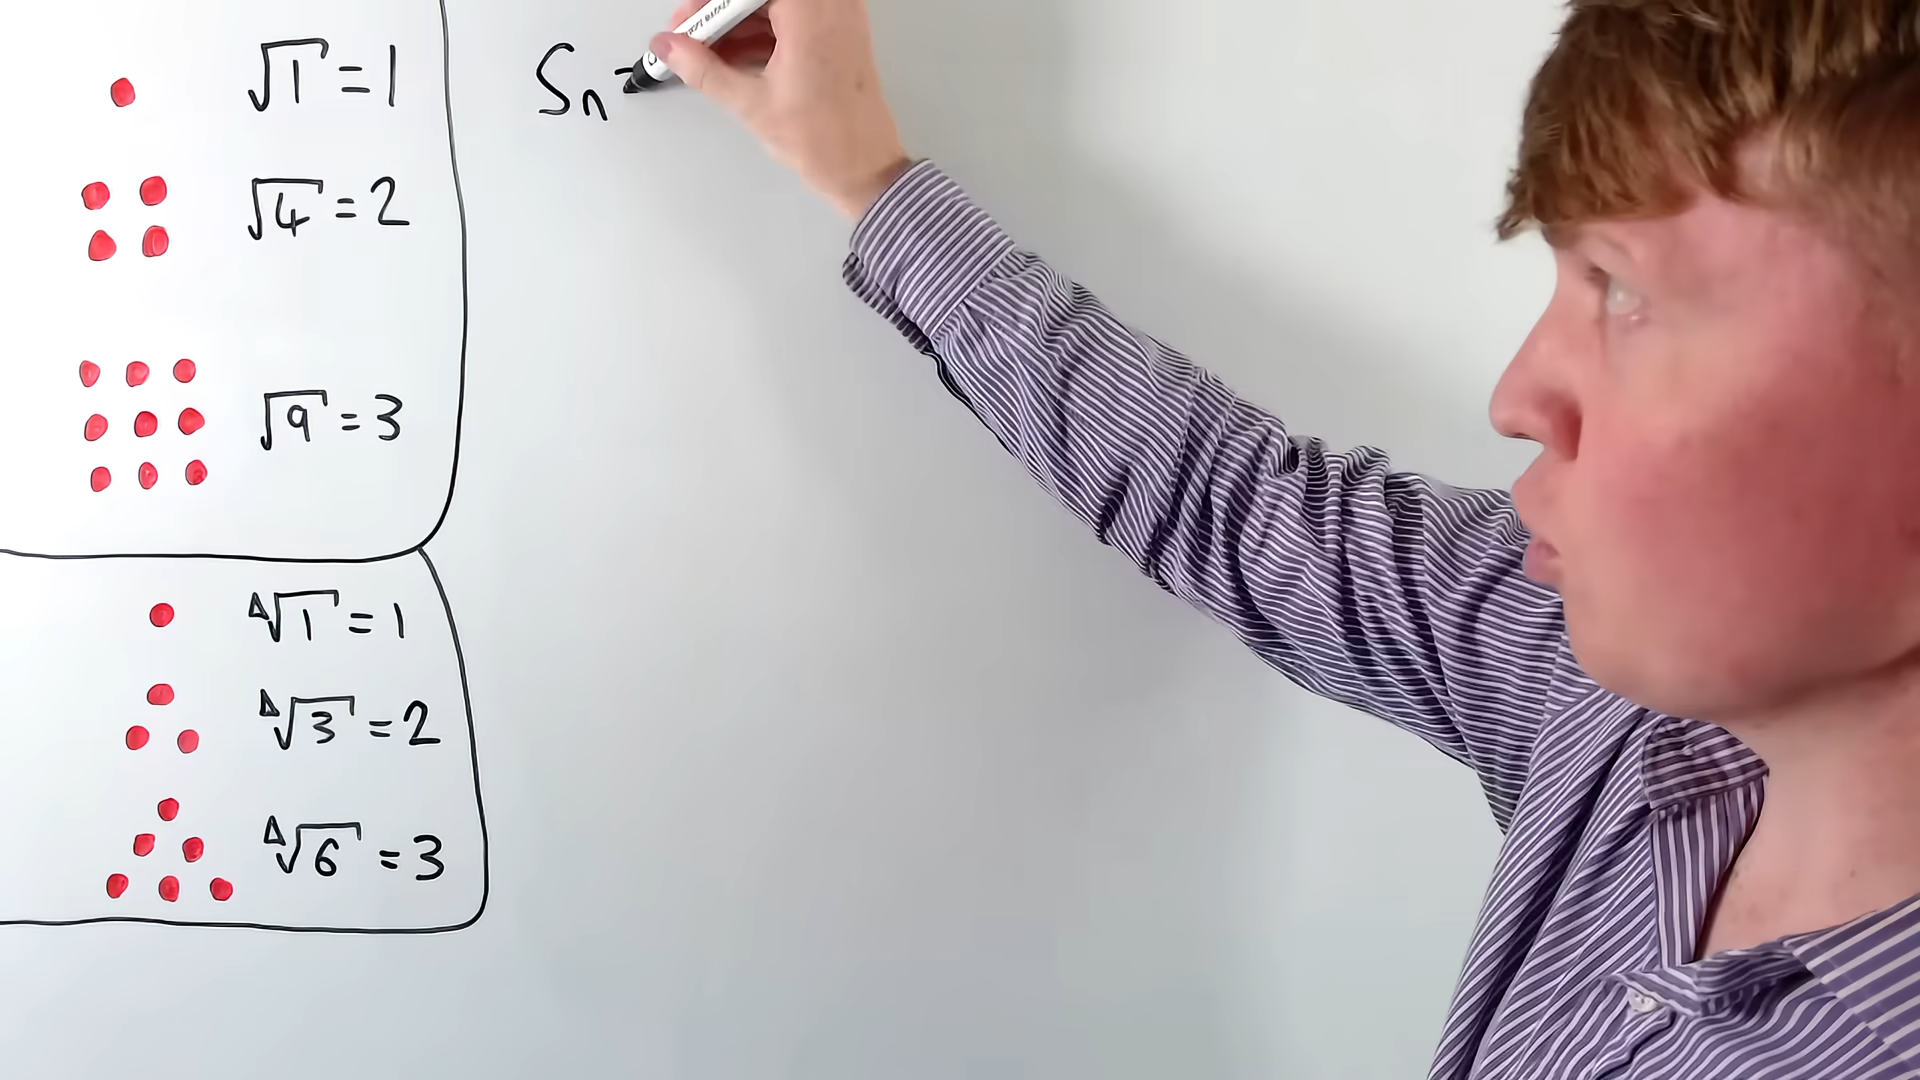 √1 = 1
Sn =
√4 = 2
√9 = 3
∆√1 = 1
∆√3 = 2
∆√6 = 3